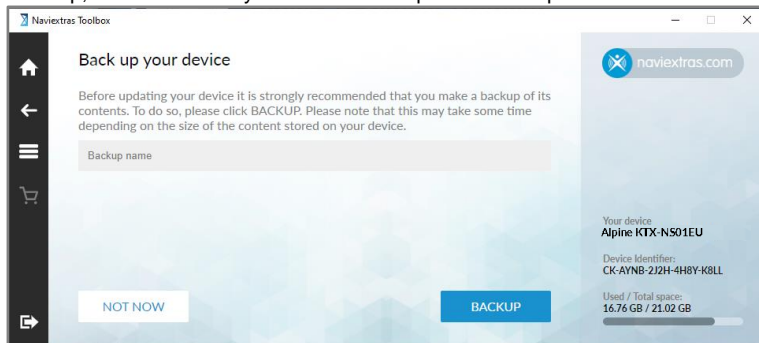 Naviextras Toolbox
Back up your device
Before updating your device it is strongly recommended that you make a backup of its
contents. To do so, please click BACKUP. Please note that this may take some time
depending on the size of the content stored on your device.
Backup name
NOT NOW
BACKUP
naviextras.com
Your device
Alpine KTX-NS01EU
Device Identifier:
CK-AYNB-2J2H-4H8Y-K8LL
Used / Total space:
16.76 GB / 21.02 GB